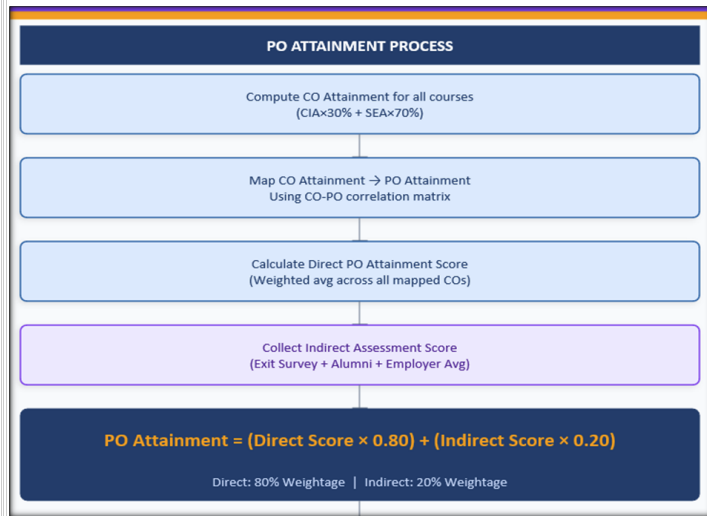 PO ATTAINMENT PROCESS
Compute CO Attainment for all courses
(CIA×30% + SEA×70%)
Map CO Attainment → PO Attainment
Using CO-PO correlation matrix
Calculate Direct PO Attainment Score
(Weighted avg across all mapped COs)
Collect Indirect Assessment Score
(Exit Survey + Alumni + Employer Avg)
PO Attainment = (Direct Score × 0.80) + (Indirect Score × 0.20)
Direct: 80% Weightage | Indirect: 20% Weightage